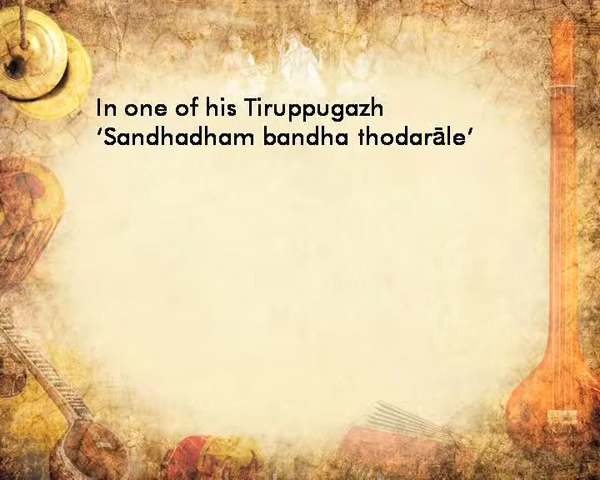 In one of his Tiruppugazh
‘Sandhadham bandha thodarāle’